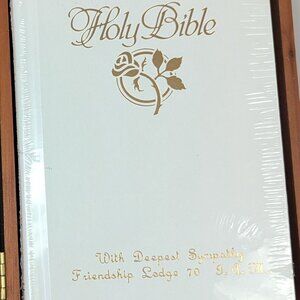 Holy Bible
With Deepest Sympathy
Friendship Lodge 70